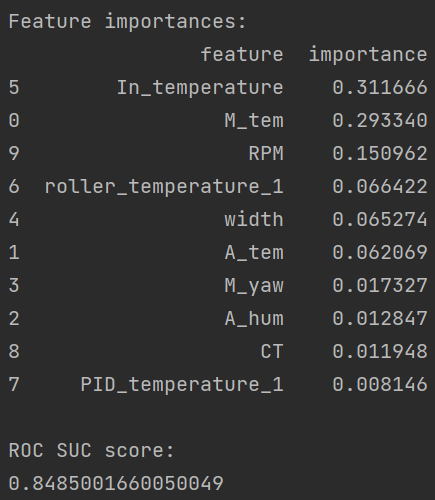 Feature importances:
feature importance
5 In_temperature 0.311666
0 M_tem 0.293340
9 RPM 0.150962
6 roller_temperature_1 0.066422
4 width 0.065274
1 A_tem 0.062069
3 M_yaw 0.017327
2 A_hum 0.012847
8 CT 0.011948
7 PID_temperature_1 0.008146
ROC SUC score:
0.8485001660050049